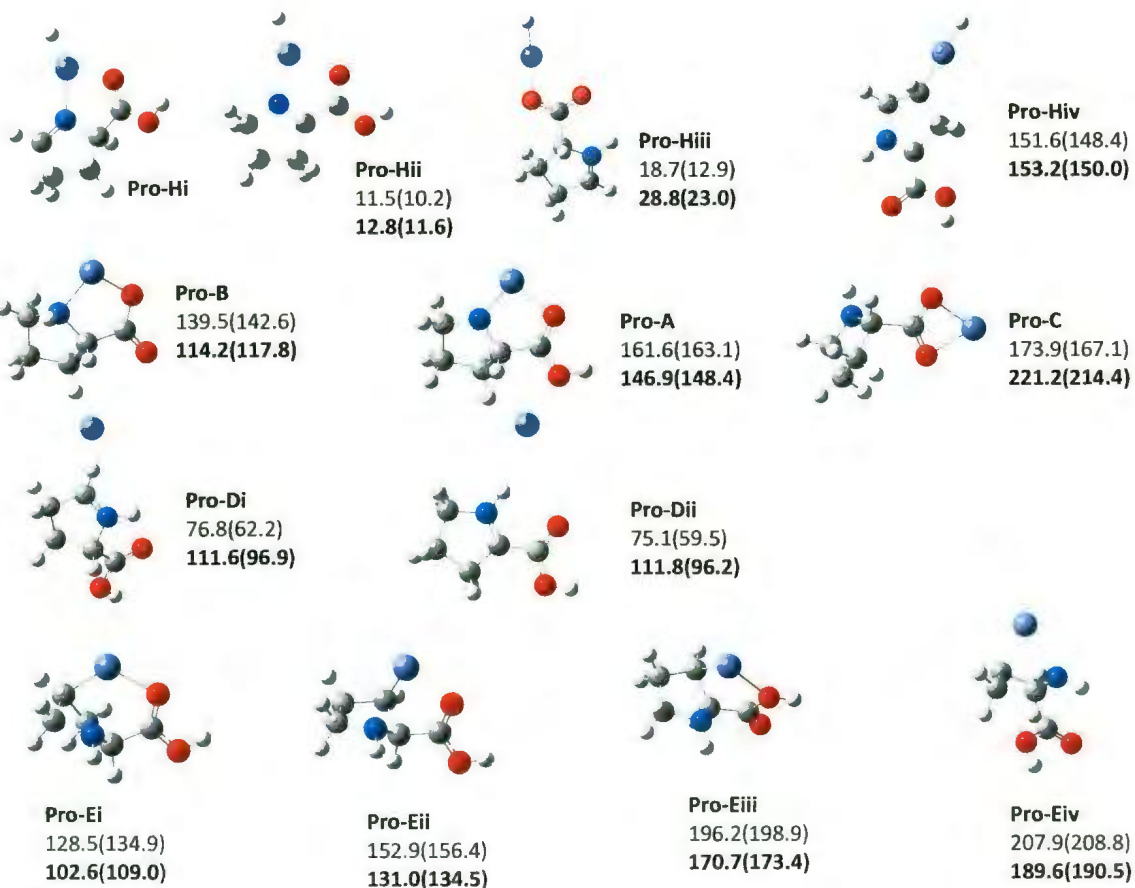 Pro-Hi
Pro-Hii
11.5(10.2)
12.8(11.6)
Pro-Hiii
18.7(12.9)
28.8(23.0)
Pro-Hiv
151.6(148.4)
153.2(150.0)
Pro-B
139.5(142.6)
114.2(117.8)
Pro-A
161.6(163.1)
146.9(148.4)
Pro-C
173.9(167.1)
221.2(214.4)
Pro-Di
76.8(62.2)
111.6(96.9)
Pro-Dii
75.1(59.5)
111.8(96.2)
Pro-Ei
128.5(134.9)
102.6(109.0)
Pro-Eii
152.9(156.4)
131.0(134.5)
Pro-Eiii
196.2(198.9)
170.7(173.4)
Pro-Eiv
207.9(208.8)
189.6(190.5)